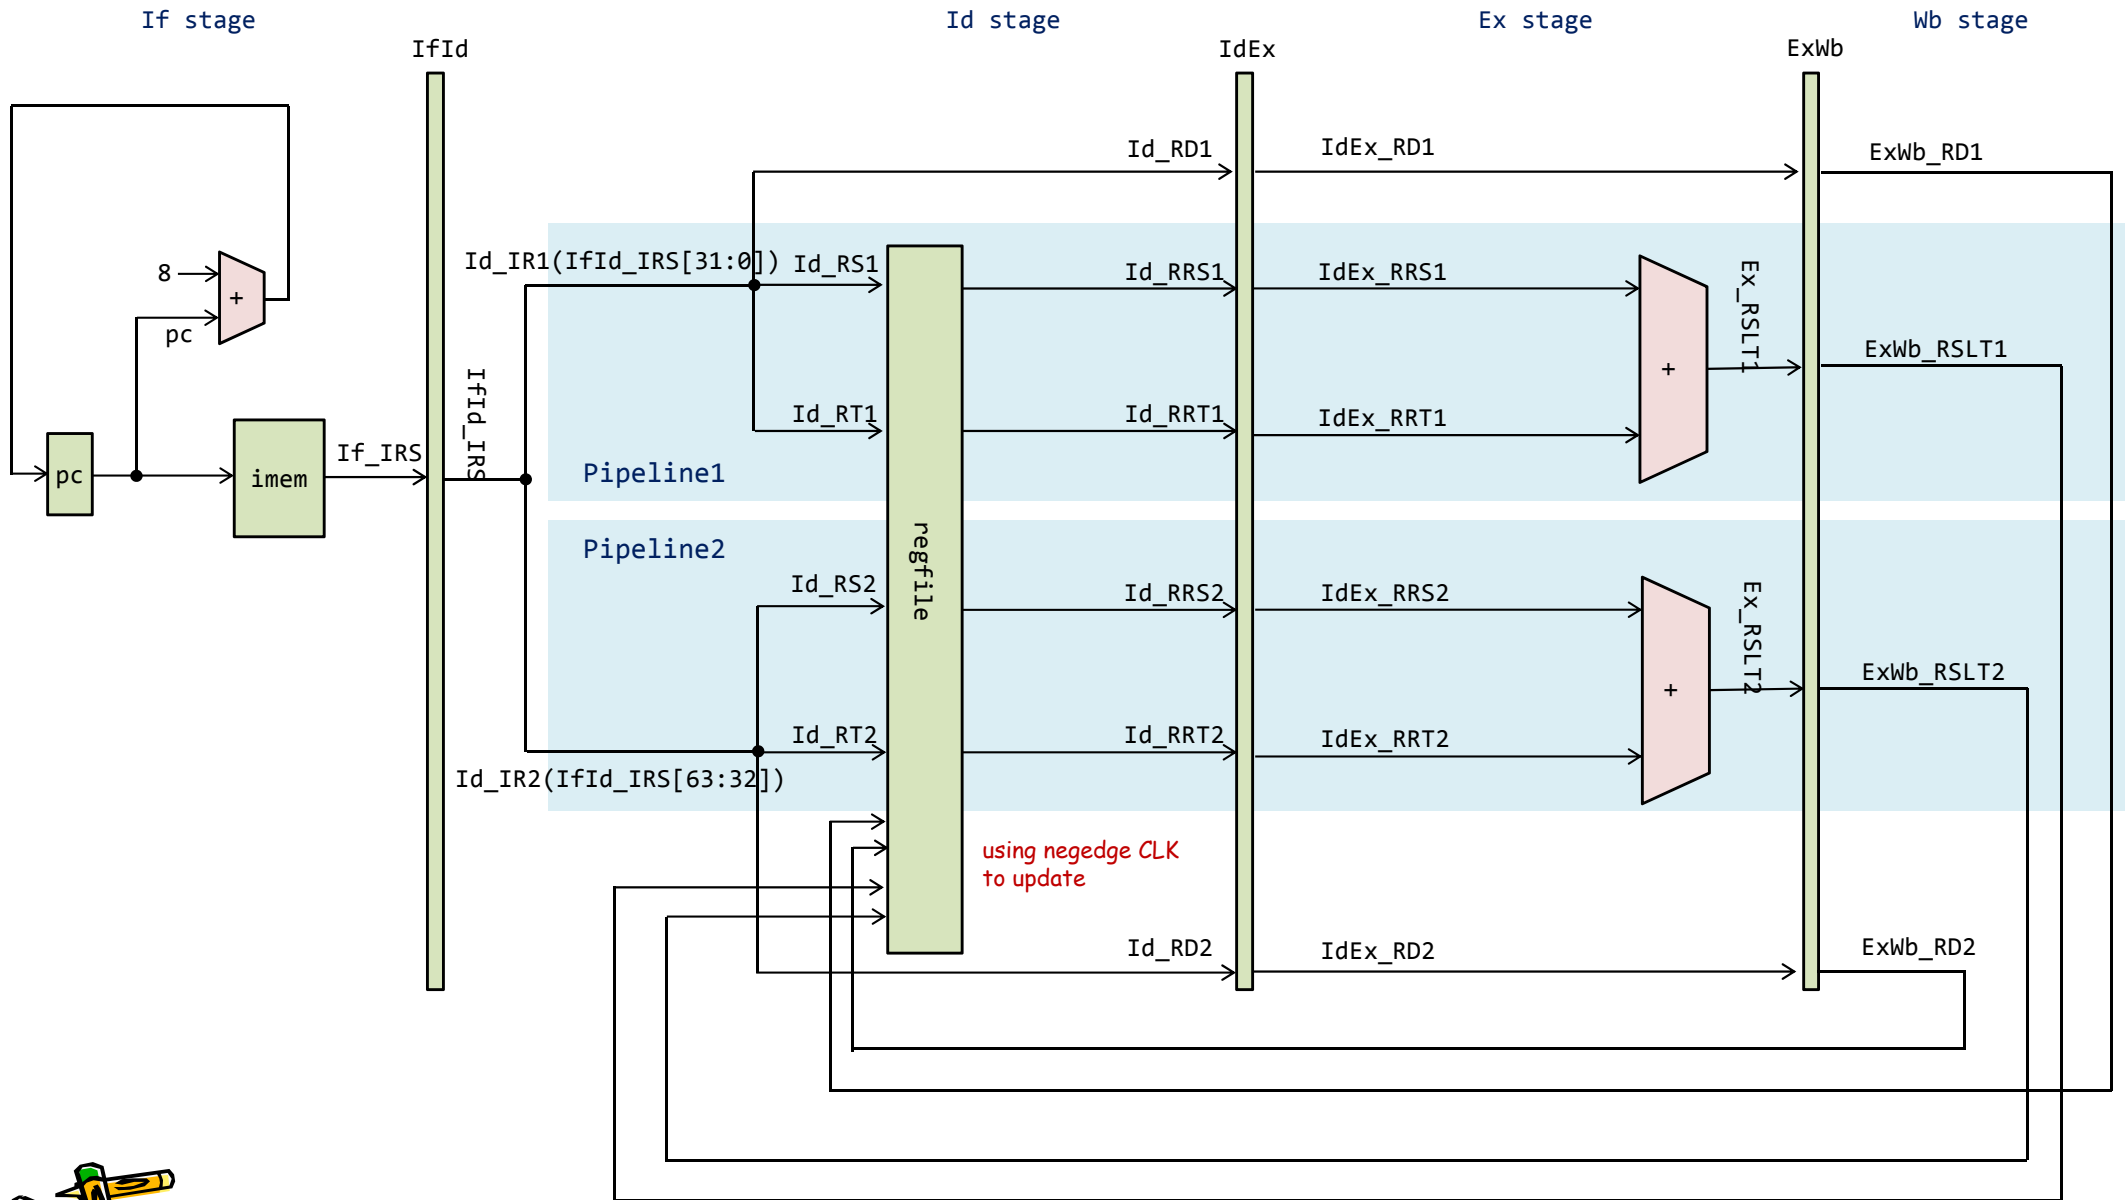 If stage
Id stage
Ex stage
Wb stage
IfId
IdEx
ExWb
Id_RD1
IdEx_RD1
ExWb_RD1
8
+
pc
Id_IR1(IfId_IRS[31:0])
Id_RS1
Id_RRS1
IdEx_RRS1
Ex_RSLT1
ExWb_RSLT1
+
IfId_IRS
Id_RT1
Id_RRT1
IdEx_RRT1
pc
imem
If_IRS
Pipeline1
Pipeline2
regfile
Id_RS2
Id_RRS2
IdEx_RRS2
Ex_RSLT2
ExWb_RSLT2
+
Id_RT2
Id_RRT2
IdEx_RRT2
Id_IR2(IfId_IRS[63:32])
using negedge CLK
to update
Id_RD2
IdEx_RD2
ExWb_RD2